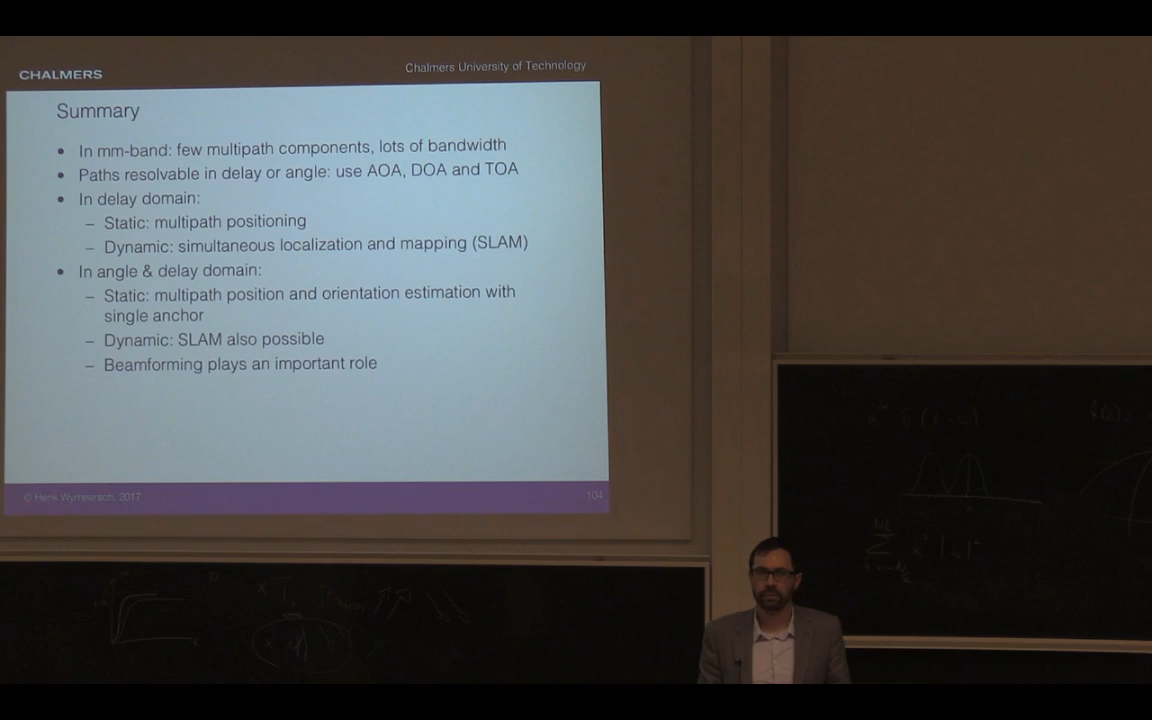 CHALMERS
Chalmers University of Technology
Summary
• In mm-band: few multipath components, lots of bandwidth
• Paths resolvable in delay or angle: use AOA, DOA and TOA
• In delay domain:
– Static: multipath positioning
– Dynamic: simultaneous localization and mapping (SLAM)
• In angle & delay domain:
– Static: multipath position and orientation estimation with
single anchor
– Dynamic: SLAM also possible
– Beamforming plays an important role
© Henk Wymeersch, 2017
104